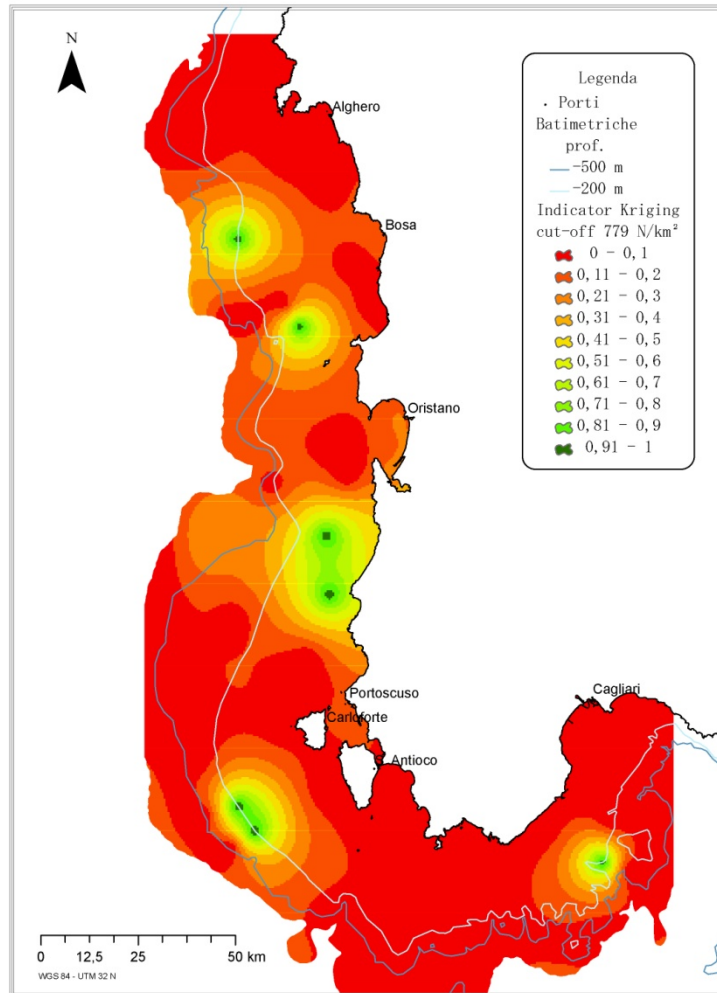 N
Alghero
Bosa
Oristano
Portoscuso
Carloforte
S. Antioco
Cagliari
Legenda
Porti
Batimetriche
prof.
-500 m
-200 m
Indicator Kriging
cut-off 779 N/km²
0 - 0,1
0,11 - 0,2
0,21 - 0,3
0,31 - 0,4
0,41 - 0,5
0,51 - 0,6
0,61 - 0,7
0,71 - 0,8
0,81 - 0,9
0,91 - 1
0 12,5 25 50 km
WGS 84 - UTM 32 N